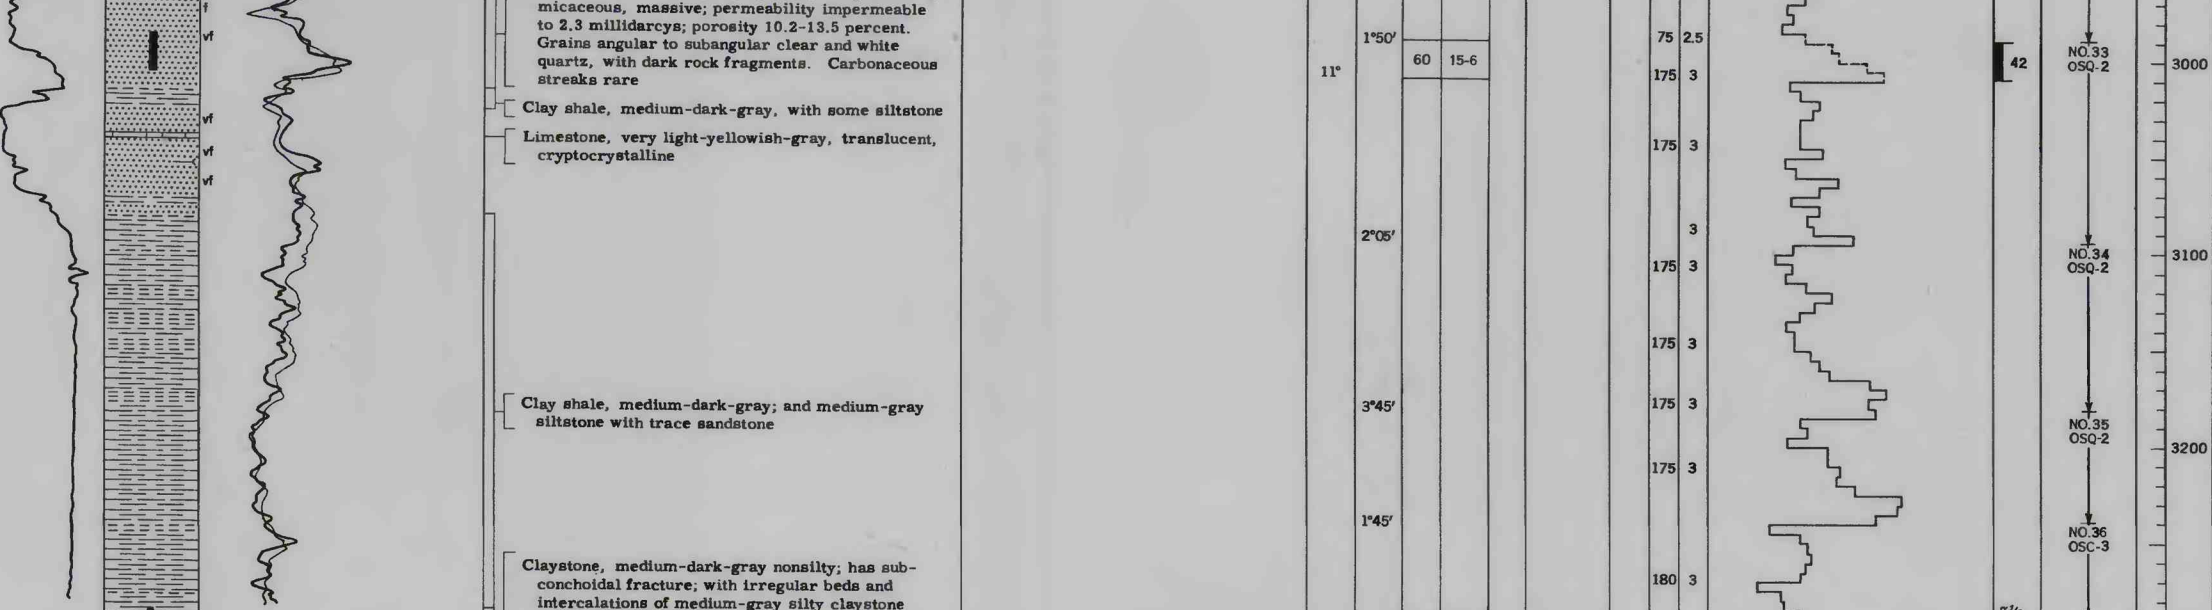 f
vf
vf
vf
vf
micaceous, massive; permeability impermeable
to 2.3 millidarcys; porosity 10.2-13.5 percent.
Grains angular to subangular clear and white
quartz, with dark rock fragments. Carbonaceous
streaks rare
Clay shale, medium-dark-gray, with some siltstone
Limestone, very light-yellowish-gray, translucent,
cryptocrystalline
Clay shale, medium-dark-gray; and medium-gray
siltstone with trace sandstone
Claystone, medium-dark-gray nonsilty; has sub-
conchoidal fracture; with irregular beds and
intercalations of medium-gray silty claystone
11°
1°50′
2°05′
3°45′
1°45′
60 15-6
75 2.5
175 3
175 3
3
175 3
175 3
175 3
175 3
180 3
42
NO.33
OSQ-2
NO.34
OSQ-2
NO.35
OSQ-2
NO.36
OSC-3
3000
3100
3200